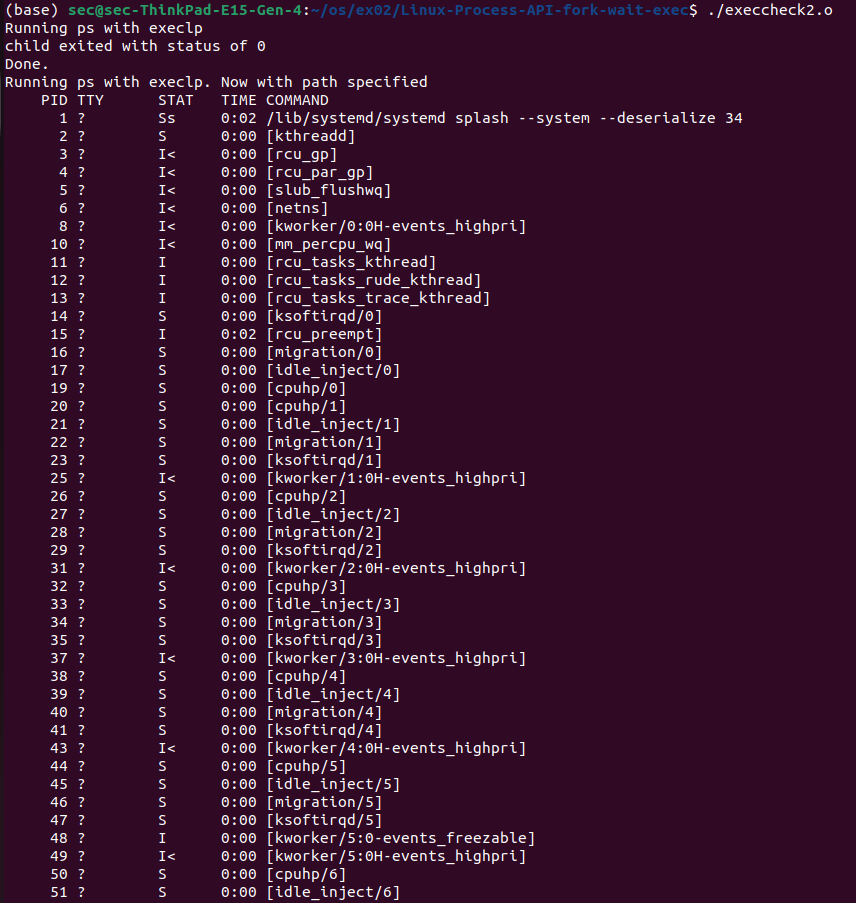 (base) sec@sec-ThinkPad-E15-Gen-4:~/os/ex02/Linux-Process-API-fork-wait-exec$ ./execcheck2.o
Running ps with execlp
child exited with status of 0
Done.
Running ps with execlp. Now with path specified
    PID TTY      STAT   TIME COMMAND
      1 ?        Ss     0:02 /lib/systemd/systemd splash --system --deserialize 34
      2 ?        S      0:00 [kthreadd]
      3 ?        I<     0:00 [rcu_gp]
      4 ?        I<     0:00 [rcu_par_gp]
      5 ?        I<     0:00 [slub_flushwq]
      6 ?        I<     0:00 [netns]
      8 ?        I<     0:00 [kworker/0:0H-events_highpri]
     10 ?        I<     0:00 [mm_percpu_wq]
     11 ?        I      0:00 [rcu_tasks_kthread]
     12 ?        I      0:00 [rcu_tasks_rude_kthread]
     13 ?        I      0:00 [rcu_tasks_trace_kthread]
     14 ?        S      0:00 [ksoftirqd/0]
     15 ?        I      0:02 [rcu_preempt]
     16 ?        S      0:00 [migration/0]
     17 ?        S      0:00 [idle_inject/0]
     19 ?        S      0:00 [cpuhp/0]
     20 ?        S      0:00 [cpuhp/1]
     21 ?        S      0:00 [idle_inject/1]
     22 ?        S      0:00 [migration/1]
     23 ?        S      0:00 [ksoftirqd/1]
     25 ?        I<     0:00 [kworker/1:0H-events_highpri]
     26 ?        S      0:00 [cpuhp/2]
     27 ?        S      0:00 [idle_inject/2]
     28 ?        S      0:00 [migration/2]
     29 ?        S      0:00 [ksoftirqd/2]
     31 ?        I<     0:00 [kworker/2:0H-events_highpri]
     32 ?        S      0:00 [cpuhp/3]
     33 ?        S      0:00 [idle_inject/3]
     34 ?        S      0:00 [migration/3]
     35 ?        S      0:00 [ksoftirqd/3]
     37 ?        I<     0:00 [kworker/3:0H-events_highpri]
     38 ?        S      0:00 [cpuhp/4]
     39 ?        S      0:00 [idle_inject/4]
     40 ?        S      0:00 [migration/4]
     41 ?        S      0:00 [ksoftirqd/4]
     43 ?        I<     0:00 [kworker/4:0H-events_highpri]
     44 ?        S      0:00 [cpuhp/5]
     45 ?        S      0:00 [idle_inject/5]
     46 ?        S      0:00 [migration/5]
     47 ?        S      0:00 [ksoftirqd/5]
     48 ?        I      0:00 [kworker/5:0-events_freezable]
     49 ?        I<     0:00 [kworker/5:0H-events_highpri]
     50 ?        S      0:00 [cpuhp/6]
     51 ?        S      0:00 [idle_inject/6]